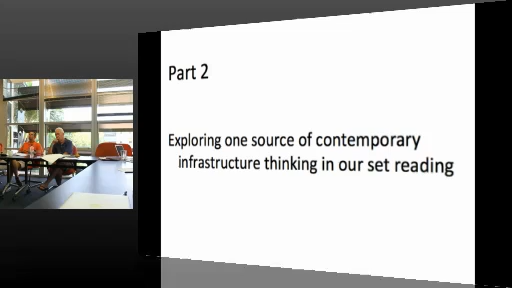 Part 2
Exploring one source of contemporary
infrastructure thinking in our set reading